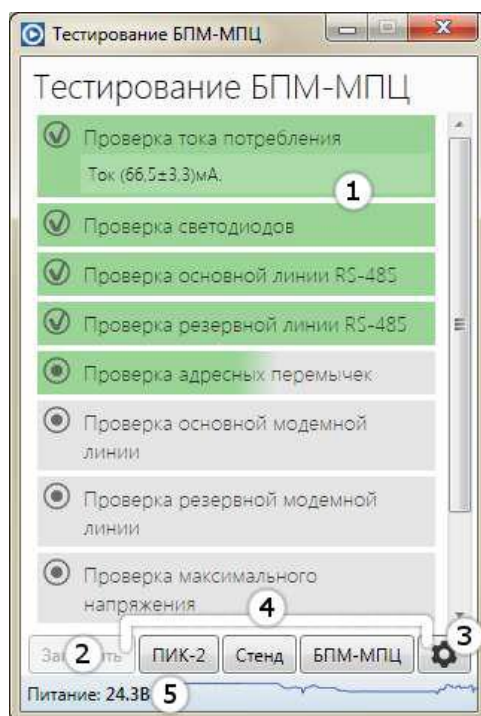 Тестирование БПМ-МПЦ
Тестирование БПМ-МПЦ
Проверка тока потребления
Ток (66,5±3,3)мА.
1
Проверка светодиодов
Проверка основной линии RS-485
Проверка резервной линии RS-485
Проверка адресных перемычек
Проверка основной модемной
линии
Проверка резервной модемной
линии
Проверка максимального
напряжения
4
2
ПИК-2
Стенд
БПМ-МПЦ
3
Питание: 24.3В
5